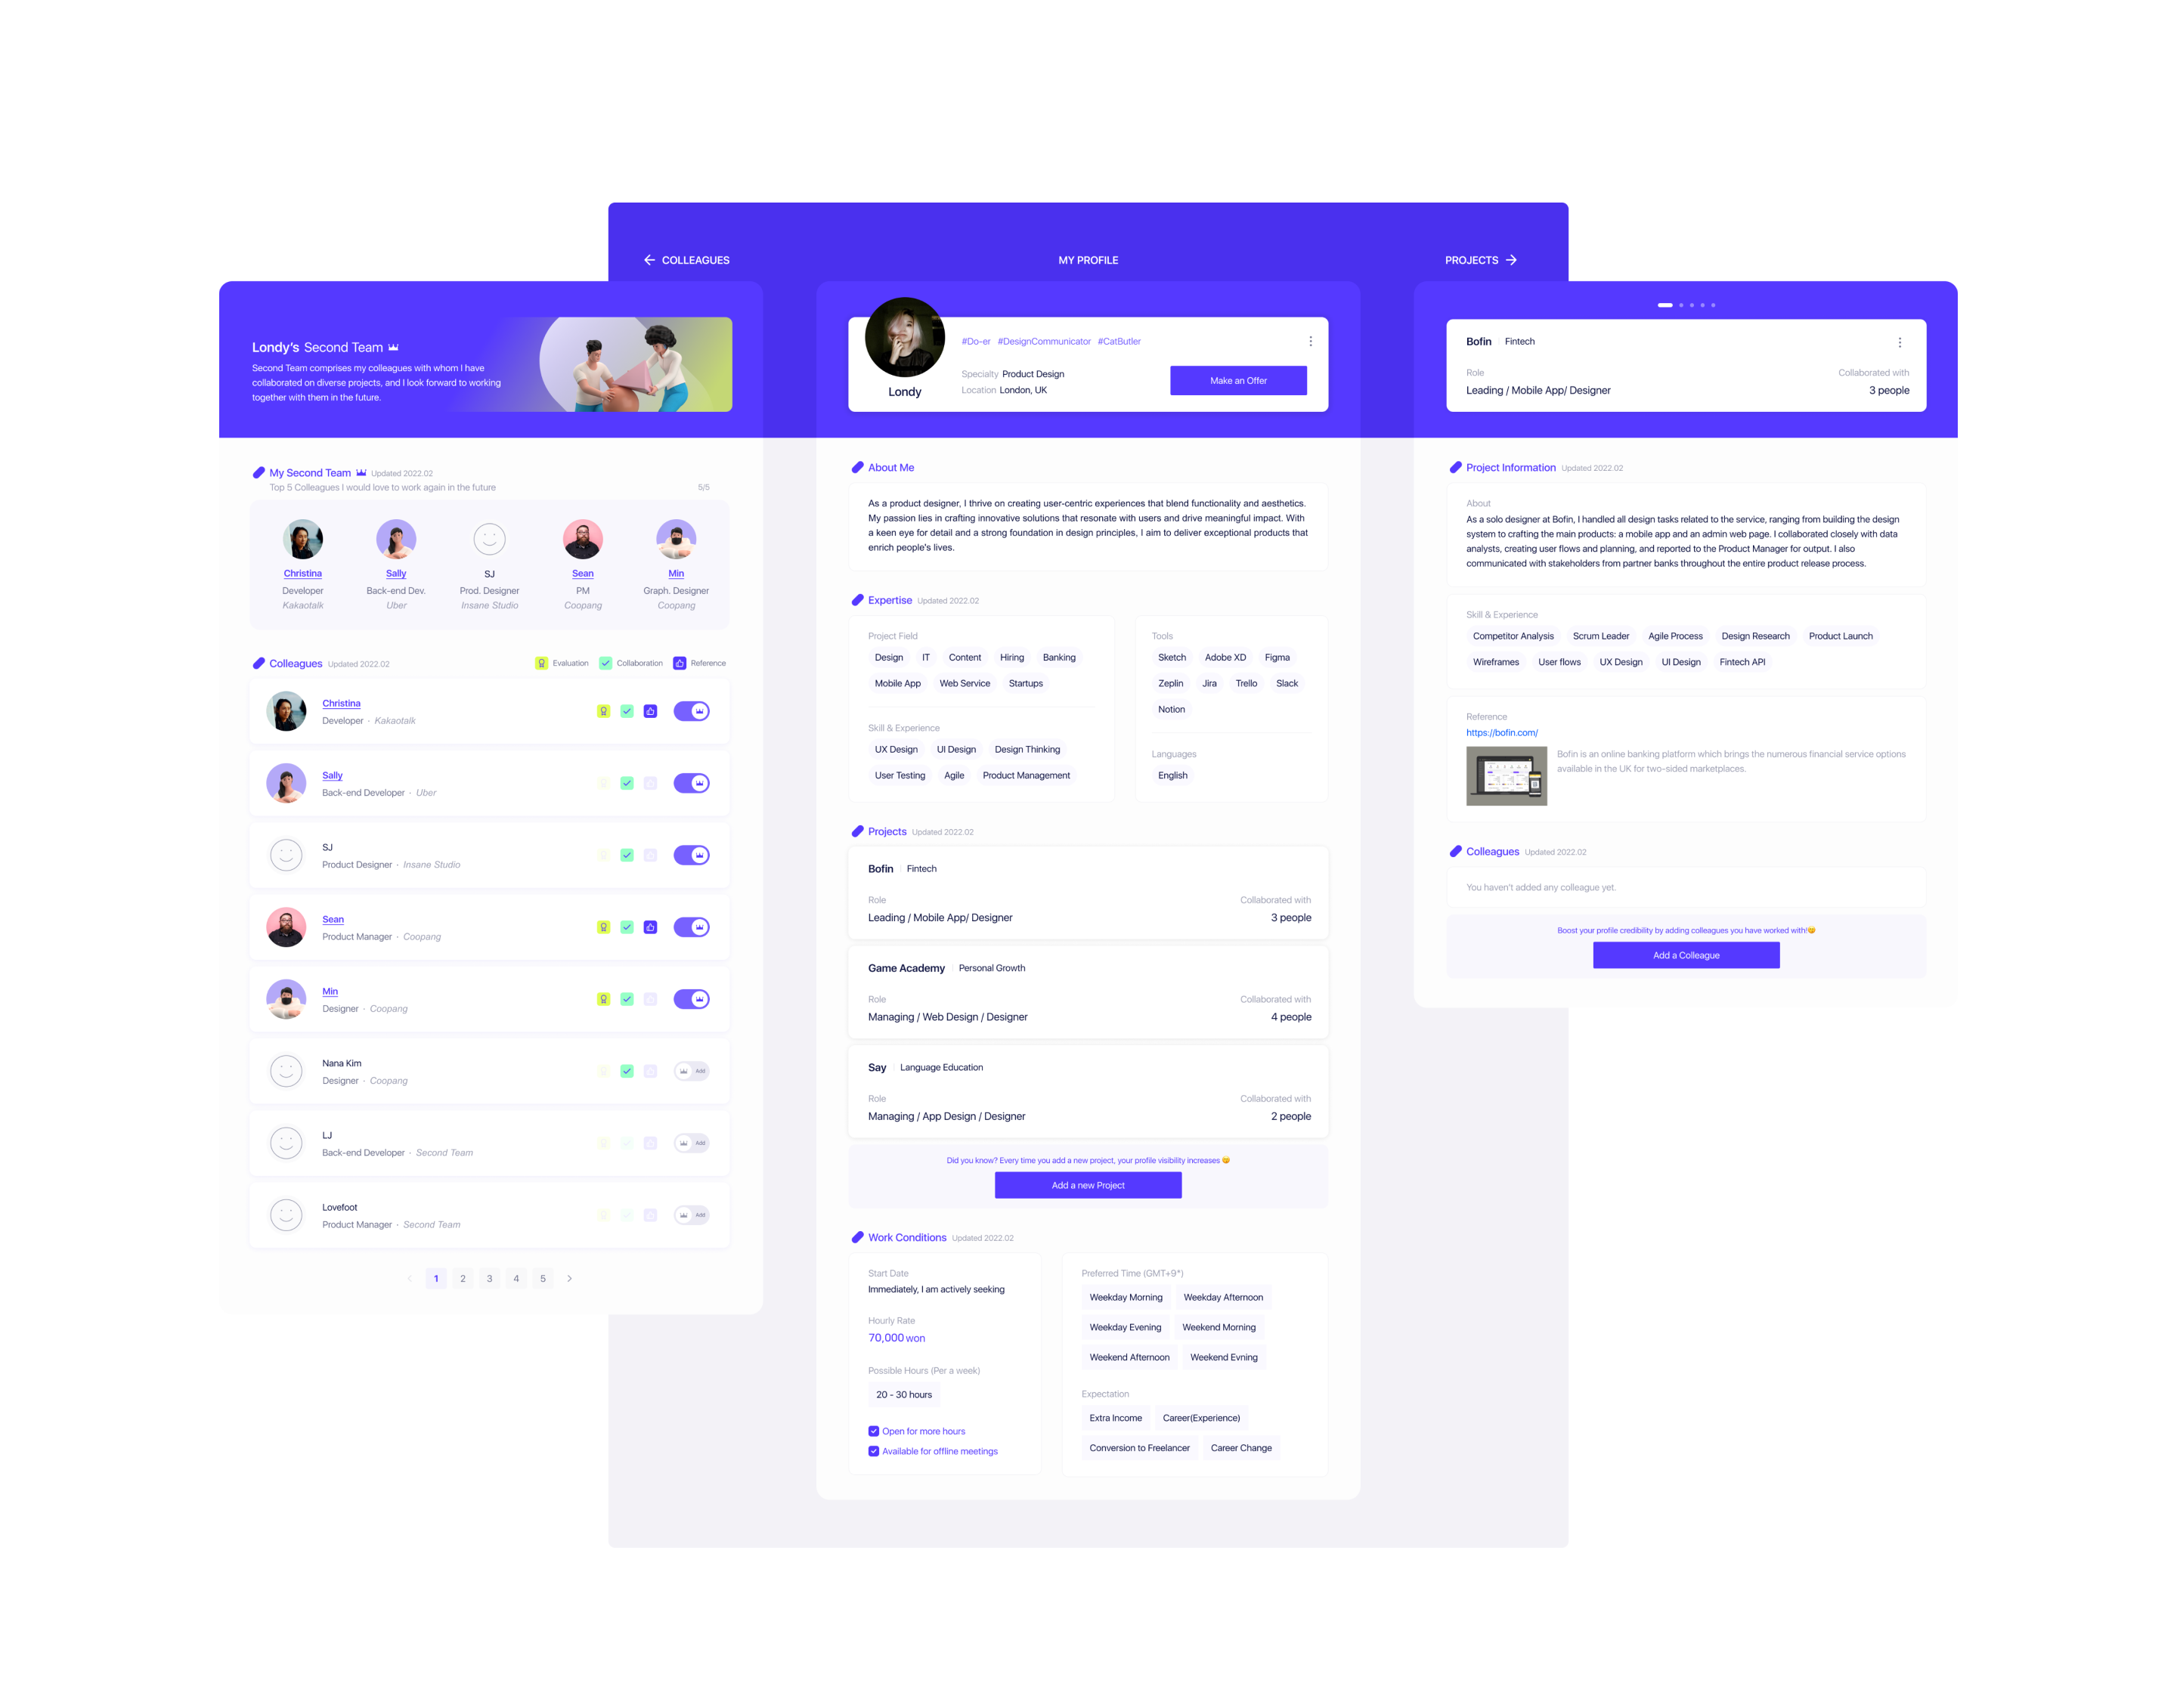 COLLEAGUES
MY PROFILE
PROJECTS
Londy's Second Team
Second Team comprises my colleagues with whom I have
collaborated on diverse projects, and I look forward to working
together with them in the future.
My Second Team Updated 2022.02
Top 5 Colleagues I would love to work again in the future 5/5
Christina Sally SJ Sean Min
Developer Back-end Dev. Prod. Designer PM Graph. Designer
Kakaotalk Uber Insane Studio Coopang Coopang
Colleagues Updated 2022.02 Evaluation Collaboration Reference
Christina
Developer · Kakaotalk
Sally
Back-end Developer · Uber
SJ
Product Designer · Insane Studio
Sean
Product Manager · Coopang
Min
Designer · Coopang
Nana Kim
Designer · Coopang
Add
LJ
Back-end Developer · Second Team
Add
Lovefoot
Product Manager · Second Team
Add
1 2 3 4 5
#Do-er #DesignCommunicator #CatButler
Specialty Product Design
Location London, UK
Make an Offer
Londy
About Me
As a product designer, I thrive on creating user-centric experiences that blend functionality and aesthetics.
My passion lies in crafting innovative solutions that resonate with users and drive meaningful impact. With
a keen eye for detail and a strong foundation in design principles, I aim to deliver exceptional products that
enrich people's lives.
Expertise Updated 2022.02
Project Field
Design IT Content Hiring Banking
Mobile App Web Service Startups
Skill & Experience
UX Design UI Design Design Thinking
User Testing Agile Product Management
Tools
Sketch Adobe XD Figma
Zeplin Jira Trello Slack
Notion
Languages
English
Projects Updated 2022.02
Bofin Fintech
Role Collaborated with
Leading / Mobile App/ Designer 3 people
Game Academy Personal Growth
Role Collaborated with
Managing / Web Design / Designer 4 people
Say Language Education
Role Collaborated with
Managing / App Design / Designer 2 people
Did you know? Every time you add a new project, your profile visibility increases 😋
Add a new Project
Work Conditions Updated 2022.02
Start Date
Immediately, I am actively seeking
Hourly Rate
70,000 won
Possible Hours (Per a week)
20 - 30 hours
Open for more hours
Available for offline meetings
Preferred Time (GMT+9*)
Weekday Morning Weekday Afternoon
Weekday Evening Weekend Morning
Weekend Afternoon Weekend Evning
Expectation
Extra Income Career(Experience)
Conversion to Freelancer Career Change
Bofin Fintech
Role Collaborated with
Leading / Mobile App/ Designer 3 people
Project Information Updated 2022.02
About
As a solo designer at Bofin, I handled all design tasks related to the service, ranging from building the design
system to crafting the main products: a mobile app and an admin web page. I collaborated closely with data
analysts, creating user flows and planning, and reported to the Product Manager for output. I also
communicated with stakeholders from partner banks throughout the entire product release process.
Skill & Experience
Competitor Analysis Scrum Leader Agile Process Design Research Product Launch
Wireframes User flows UX Design UI Design Fintech API
Reference
https://bofin.com/
Bofin is an online banking platform which brings the numerous financial service options
available in the UK for two-sided marketplaces.
Colleagues Updated 2022.02
You haven't added any colleague yet.
Boost your profile credibility by adding colleagues you have worked with!😋
Add a Colleague